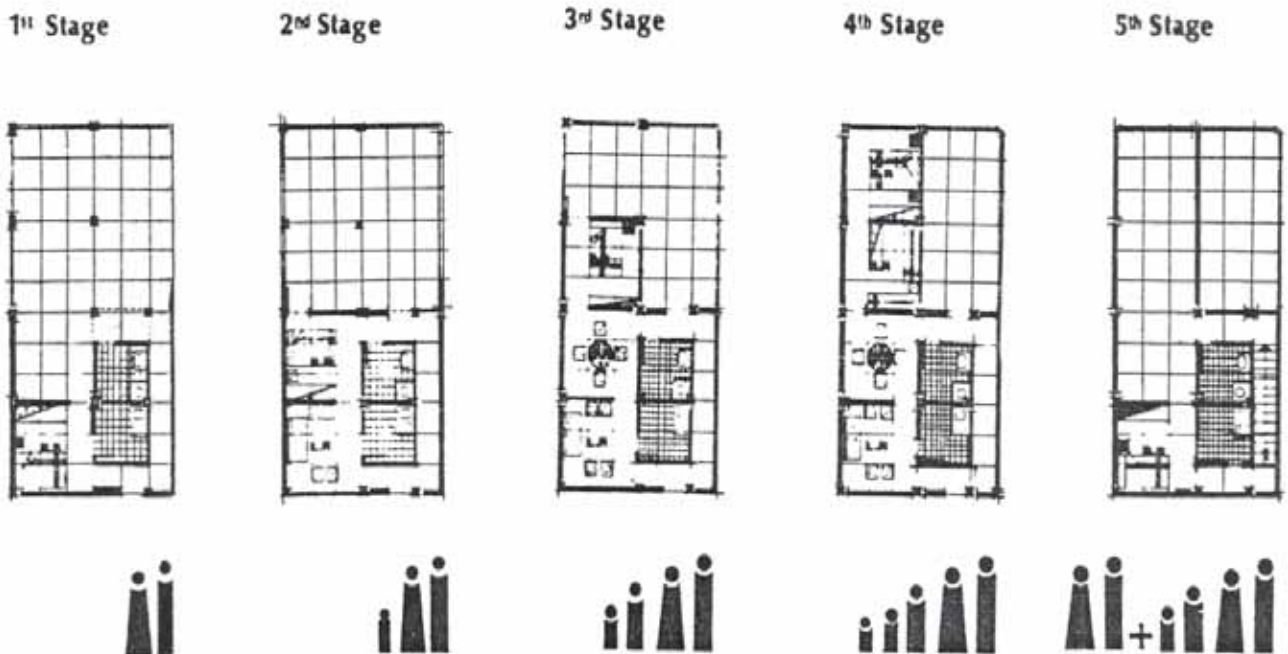 1st Stage
2nd Stage
3rd Stage
4th Stage
5th Stage
L.R
L.R
L.R
L.R
+